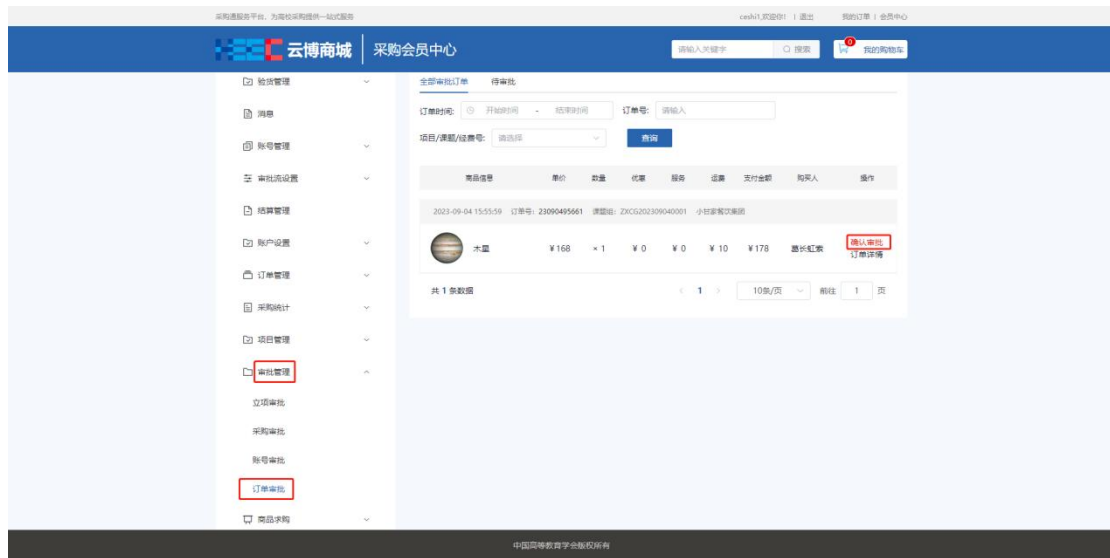 采购通服务平台，为高校采购提供一站式服务
ceshi1,欢迎你! | 退出 我的订单 | 会员中心
云博商城 采购会员中心 请输入关键字 搜索 0 我的购物车
验货管理
消息
账号管理
审批流设置
结算管理
账户设置
订单管理
采购统计
项目管理
审批管理
立项审批
采购审批
账号审批
订单审批
商品求购
全部审批订单 待审批
订单时间: 开始时间 - 结束时间 订单号: 请输入
项目/课题/经费号: 请选择 查询
商品信息 单价 数量 优惠 服务 运费 支付金额 购买人 操作
2023-09-04 15:55:59 订单号: 23090495661 课题组: ZXCG202309040001 小甘家餐饮集团
木星 ¥168 ×1 ¥0 ¥0 ¥10 ¥178 葛长虹索 确认审批
订单详情
共 1 条数据 < 1 > 10条/页 前往 1 页
中国高等教育学会版权所有